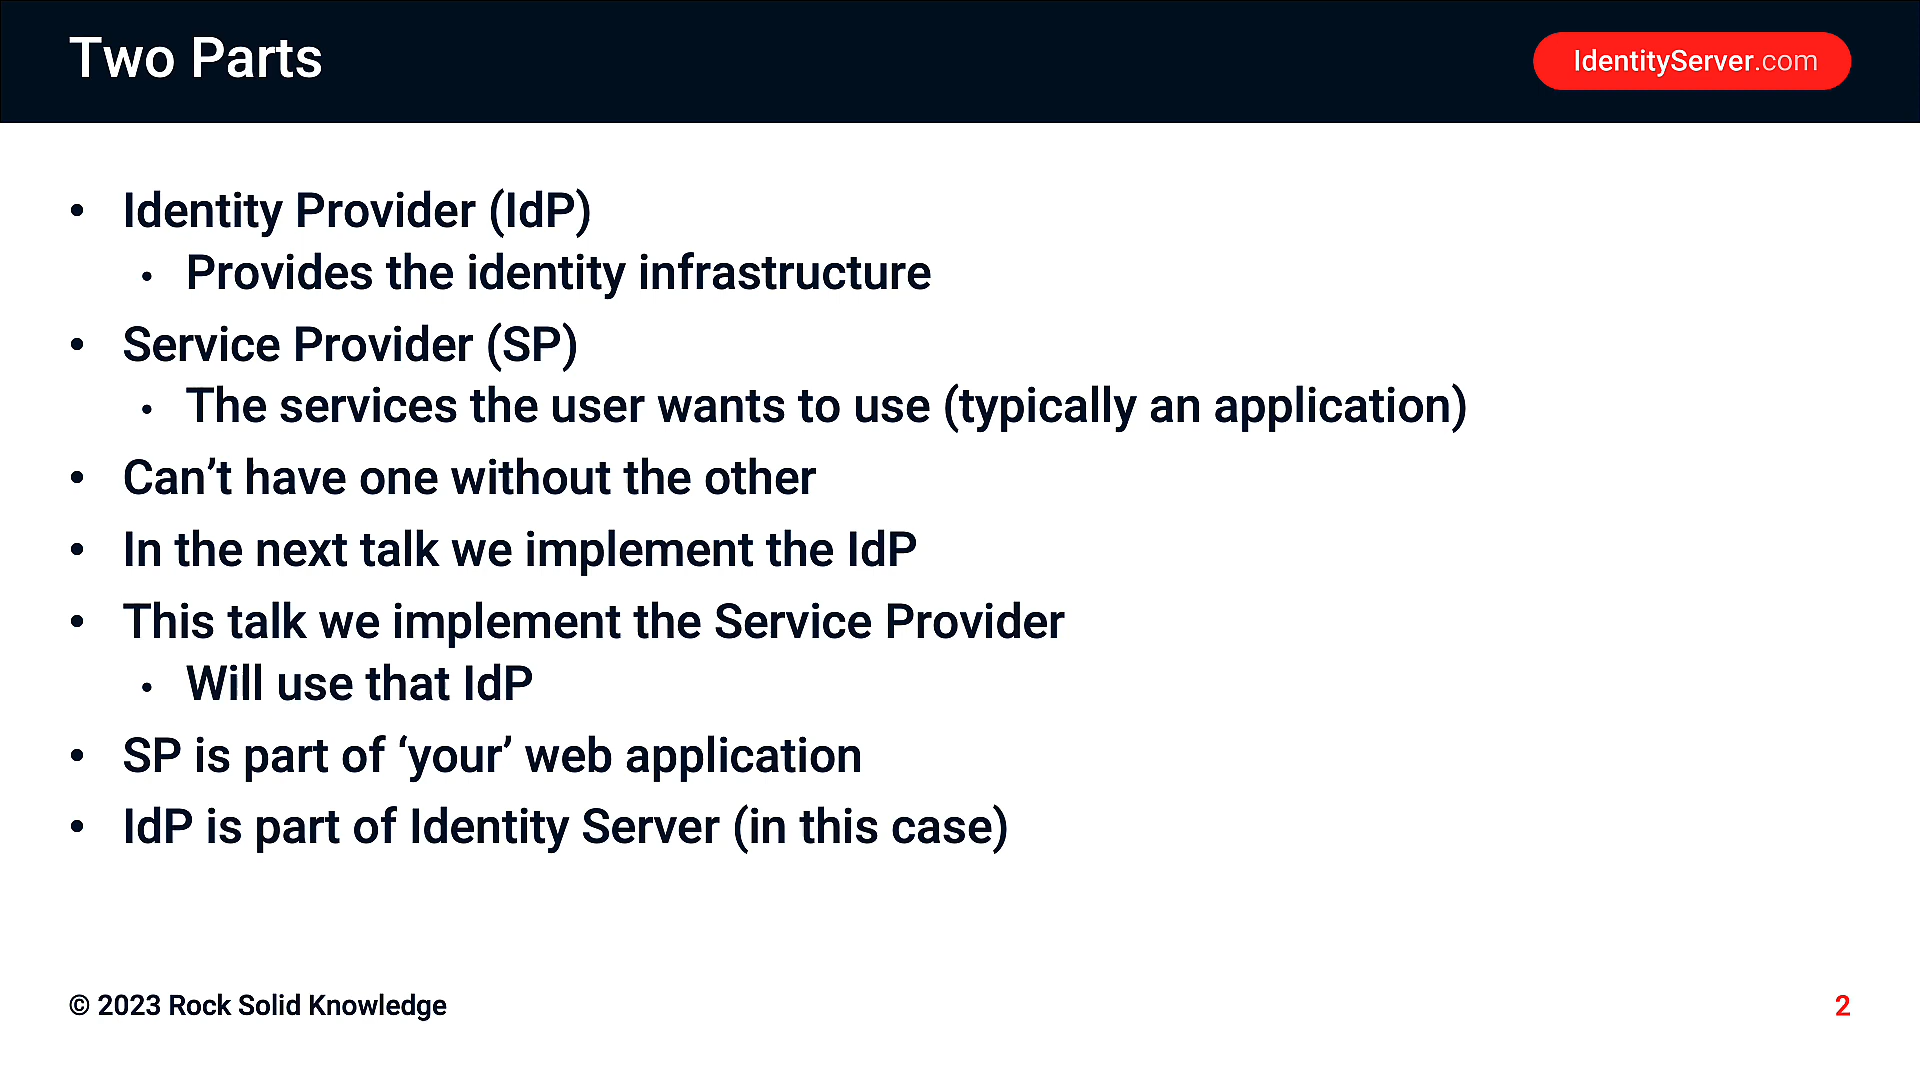 Two Parts
IdentityServer.com
• Identity Provider (IdP)
• Provides the identity infrastructure
• Service Provider (SP)
• The services the user wants to use (typically an application)
• Can’t have one without the other
• In the next talk we implement the IdP
• This talk we implement the Service Provider
• Will use that IdP
• SP is part of ‘your’ web application
• IdP is part of Identity Server (in this case)
© 2023 Rock Solid Knowledge
2